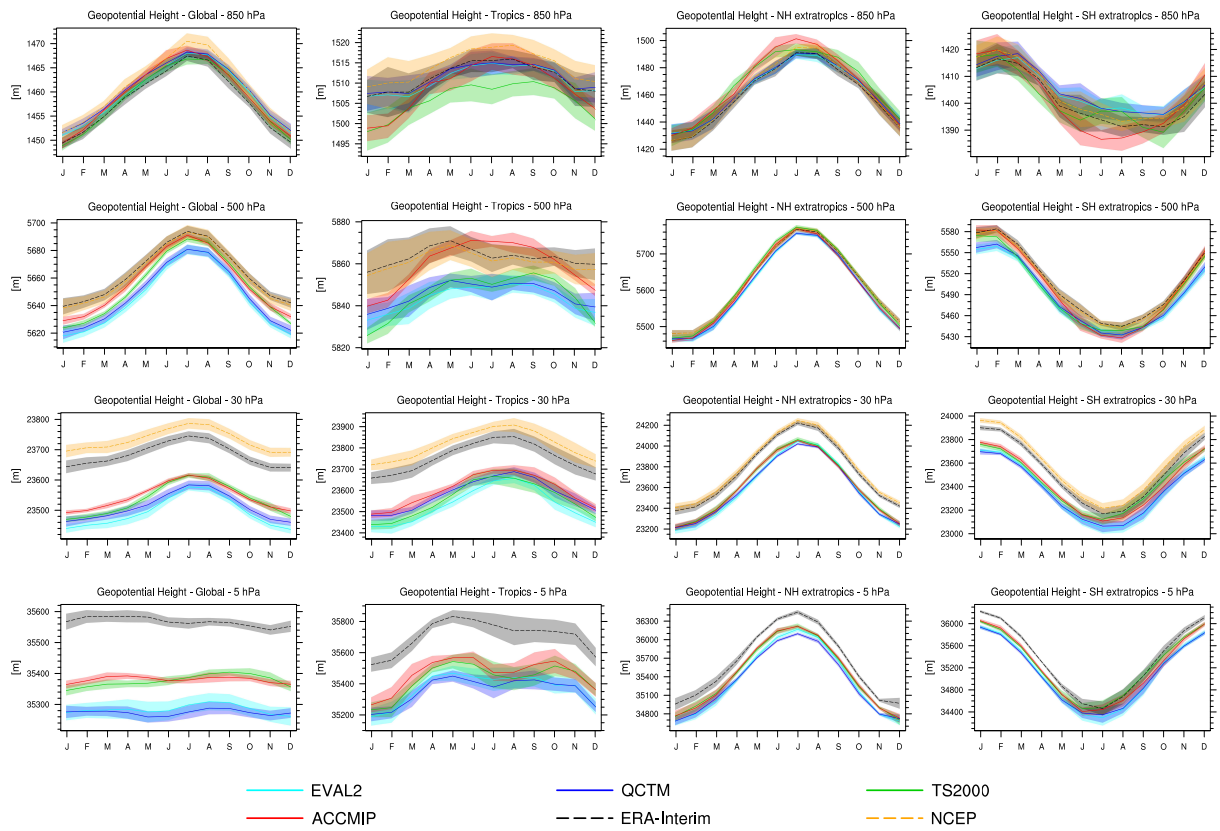 Geopotential Height - Global - 850 hPa
Geopotential Height - Tropics - 850 hPa
Geopotential Height - NH extratropics - 850 hPa
Geopotential Height - SH extratropics - 850 hPa
[m] 1470 1465 1460 1455 1450
[m] 1520 1515 1510 1505 1500 1495
[m] 1500 1480 1460 1440 1420
[m] 1420 1410 1400 1390
J F M A M J J A S O N D
J F M A M J J A S O N D
J F M A M J J A S O N D
J F M A M J J A S O N D
Geopotential Height - Global - 500 hPa
Geopotential Height - Tropics - 500 hPa
Geopotential Height - NH extratropics - 500 hPa
Geopotential Height - SH extratropics - 500 hPa
[m] 5700 5680 5660 5640 5620
[m] 5880 5860 5840 5820
[m] 5700 5600 5500
[m] 5580 5550 5520 5490 5460 5430
J F M A M J J A S O N D
J F M A M J J A S O N D
J F M A M J J A S O N D
J F M A M J J A S O N D
Geopotential Height - Global - 30 hPa
Geopotential Height - Tropics - 30 hPa
Geopotential Height - NH extratropics - 30 hPa
Geopotential Height - SH extratropics - 30 hPa
[m] 23800 23700 23600 23500
[m] 23900 23800 23700 23600 23500 23400
[m] 24200 24000 23800 23600 23400 23200
[m] 24000 23800 23600 23400 23200 23000
J F M A M J J A S O N D
J F M A M J J A S O N D
J F M A M J J A S O N D
J F M A M J J A S O N D
Geopotential Height - Global - 5 hPa
Geopotential Height - Tropics - 5 hPa
Geopotential Height - NH extratropics - 5 hPa
Geopotential Height - SH extratropics - 5 hPa
[m] 35600 35500 35400 35300
[m] 35800 35600 35400 35200
[m] 36300 36000 35700 35400 35100 34800
[m] 36000 35600 35200 34800 34400
J F M A M J J A S O N D
J F M A M J J A S O N D
J F M A M J J A S O N D
J F M A M J J A S O N D
EVAL2
QCTM
TS2000
ACCMIP
ERA-Interim
NCEP